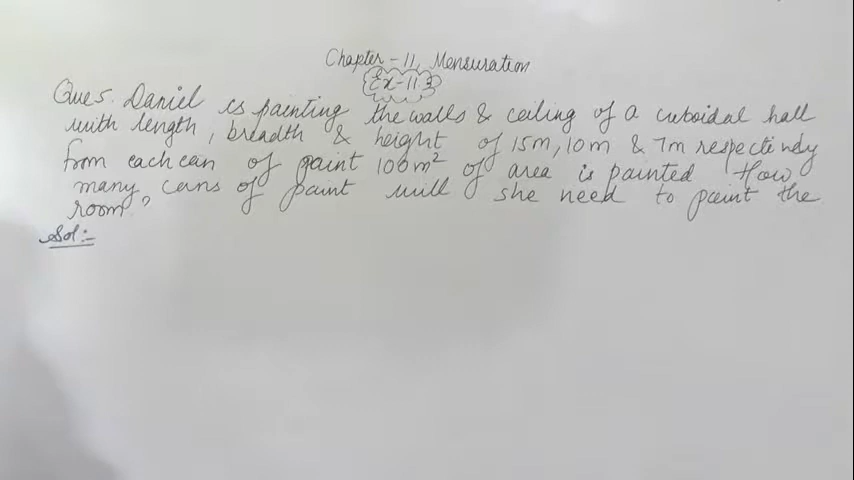 Chapter - 11, Mensuration
Ex-11.3
Ques. Daniel is painting the walls & ceiling of a cuboidal hall
with length, breadth & height of 15m, 10m & 7m respectively
from each can of paint 100m² of area is painted How
many cans of paint will she need to paint the
room?
Sol:-